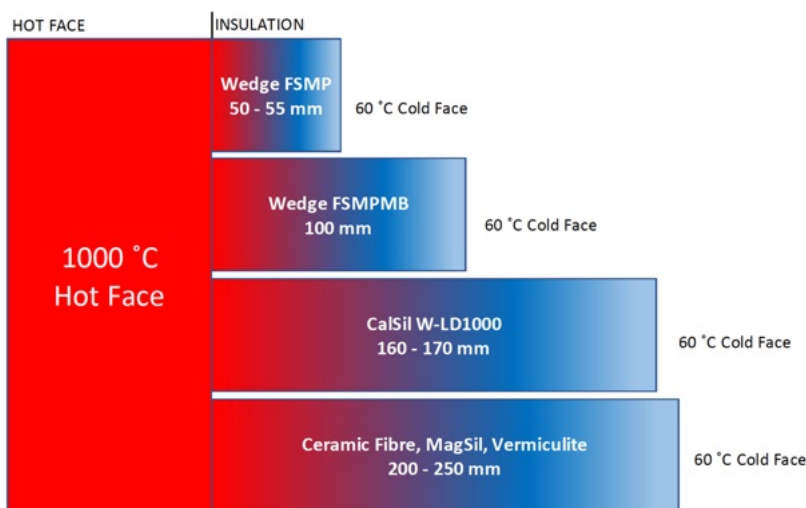 HOT FACE
INSULATION
Wedge FSMP
50 - 55 mm
60 ˚C Cold Face
Wedge FSMPMB
100 mm
60 ˚C Cold Face
1000 ˚C
Hot Face
CalSil W-LD1000
160 - 170 mm
60 ˚C Cold Face
Ceramic Fibre, MagSil, Vermiculite
200 - 250 mm
60 ˚C Cold Face